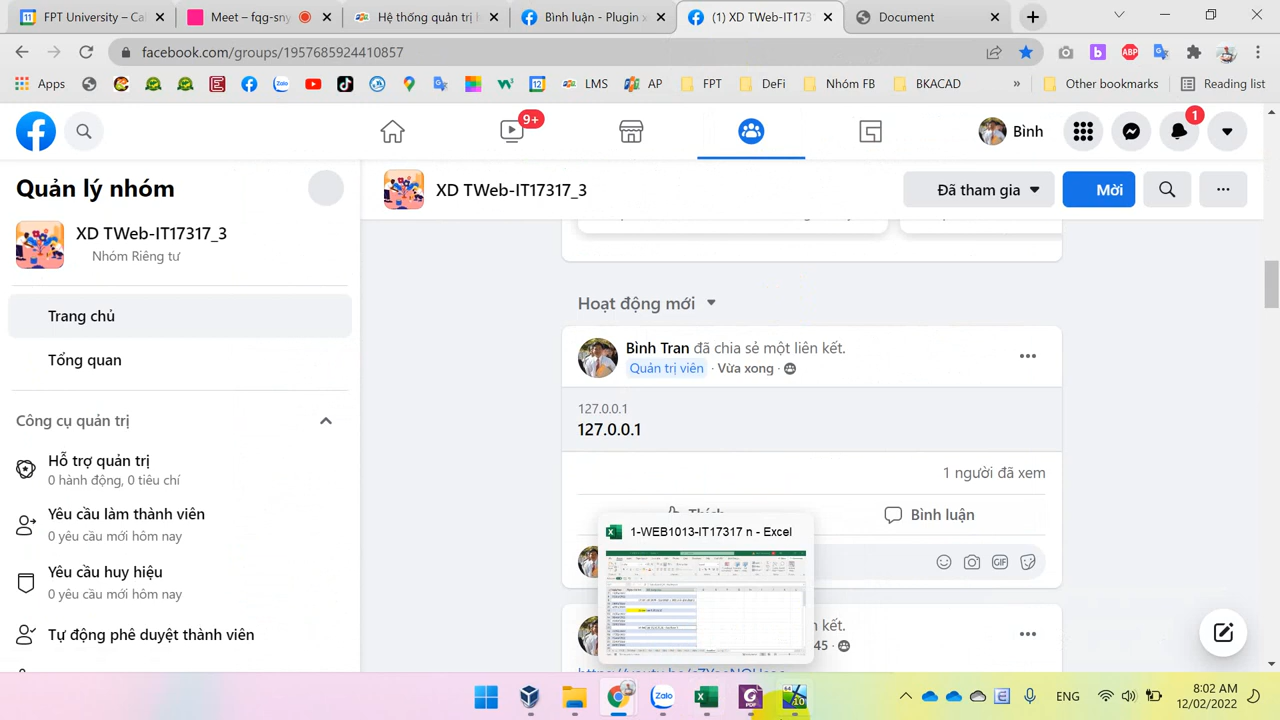 FPT University – Cal
Meet – fgg-sny
Hệ thống quản trị h
Bình luận - Plugin x
(1) XD TWeb-IT173
Document
facebook.com/groups/1957685924410857
Apps
LMS
AP
FPT
DeFi
Nhóm FB
BKACAD
»
Other bookmarks
Reading list
9+
Bình
1
Quản lý nhóm
XD TWeb-IT17317_3
Đã tham gia
Mời
XD TWeb-IT17317_3
Nhóm Riêng tư
Trang chủ
Tổng quan
Công cụ quản trị
Hỗ trợ quản trị
0 hành động, 0 tiêu chí
Yêu cầu làm thành viên
0 yêu cầu mới hôm nay
Yêu cầu huy hiệu
0 yêu cầu mới hôm nay
Tự động phê duyệt thành viên
Hoạt động mới
Bình Tran đã chia sẻ một liên kết.
Quản trị viên · Vừa xong ·
127.0.0.1
127.0.0.1
1 người đã xem
Thích
Bình luận
GIF
1-WEB1013-IT17317 n - Excel
n kết.
45 ·
ENG
8:02 AM
12/02/2022